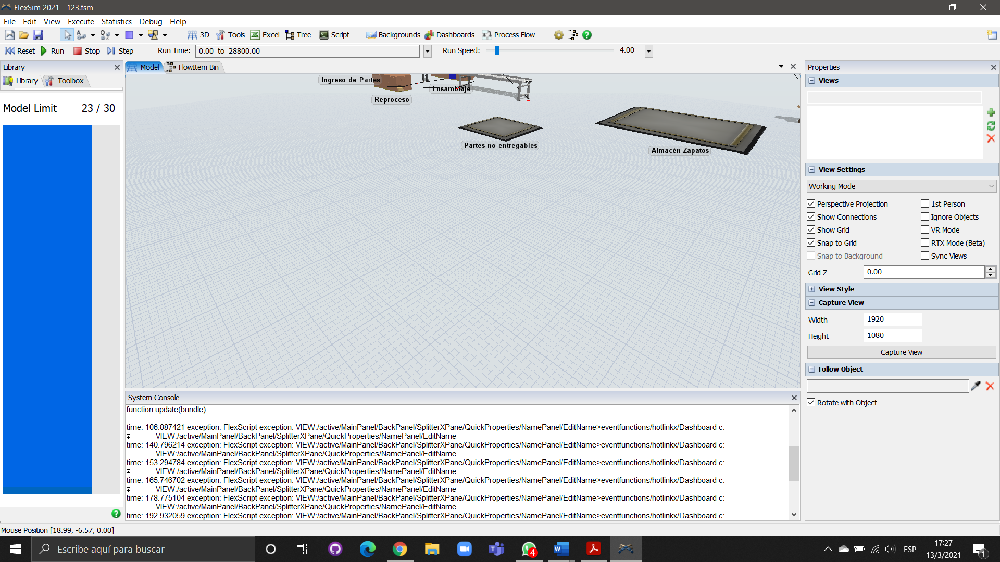 FlexSim 2021 - 123.fsm
File Edit View Execute Statistics Debug Help
3D Tools Excel Tree Script Backgrounds Dashboards Process Flow
Reset Run Stop Step Run Time: 0.00 to 28800.00 Run Speed: 4.00
Library
Library Toolbox
Model Limit 23 / 30
Model FlowItem Bin
Ingreso de Partes
Ensamblaje
Reproceso
Partes no entregables
Almacén Zapatos
System Console
function update(bundle)
time: 106.887421 exception: FlexScript exception: VIEW:/active/MainPanel/BackPanel/SplitterXPane/QuickProperties/NamePanel/EditName>eventfunctions/hotlinkx/Dashboard c:
VIEW:/active/MainPanel/BackPanel/SplitterXPane/QuickProperties/NamePanel/EditName
time: 140.796214 exception: FlexScript exception: VIEW:/active/MainPanel/BackPanel/SplitterXPane/QuickProperties/NamePanel/EditName>eventfunctions/hotlinkx/Dashboard c:
VIEW:/active/MainPanel/BackPanel/SplitterXPane/QuickProperties/NamePanel/EditName
time: 153.294784 exception: FlexScript exception: VIEW:/active/MainPanel/BackPanel/SplitterXPane/QuickProperties/NamePanel/EditName>eventfunctions/hotlinkx/Dashboard c:
VIEW:/active/MainPanel/BackPanel/SplitterXPane/QuickProperties/NamePanel/EditName
time: 165.746702 exception: FlexScript exception: VIEW:/active/MainPanel/BackPanel/SplitterXPane/QuickProperties/NamePanel/EditName>eventfunctions/hotlinkx/Dashboard c:
VIEW:/active/MainPanel/BackPanel/SplitterXPane/QuickProperties/NamePanel/EditName
time: 178.775104 exception: FlexScript exception: VIEW:/active/MainPanel/BackPanel/SplitterXPane/QuickProperties/NamePanel/EditName>eventfunctions/hotlinkx/Dashboard c:
VIEW:/active/MainPanel/BackPanel/SplitterXPane/QuickProperties/NamePanel/EditName
time: 192.932059 exception: FlexScript exception: VIEW:/active/MainPanel/BackPanel/SplitterXPane/QuickProperties/NamePanel/EditName>eventfunctions/hotlinkx/Dashboard c:
Properties
Views
View Settings
Working Mode
Perspective Projection 1st Person
Show Connections Ignore Objects
Show Grid VR Mode
Snap to Grid RTX Mode (Beta)
Snap to Background Sync Views
Grid Z 0.00
View Style
Capture View
Width 1920
Height 1080
Capture View
Follow Object
Rotate with Object
Mouse Position [18.99, -6.57, 0.00]
Escribe aquí para buscar
4
ESP
17:27
13/3/2021
1